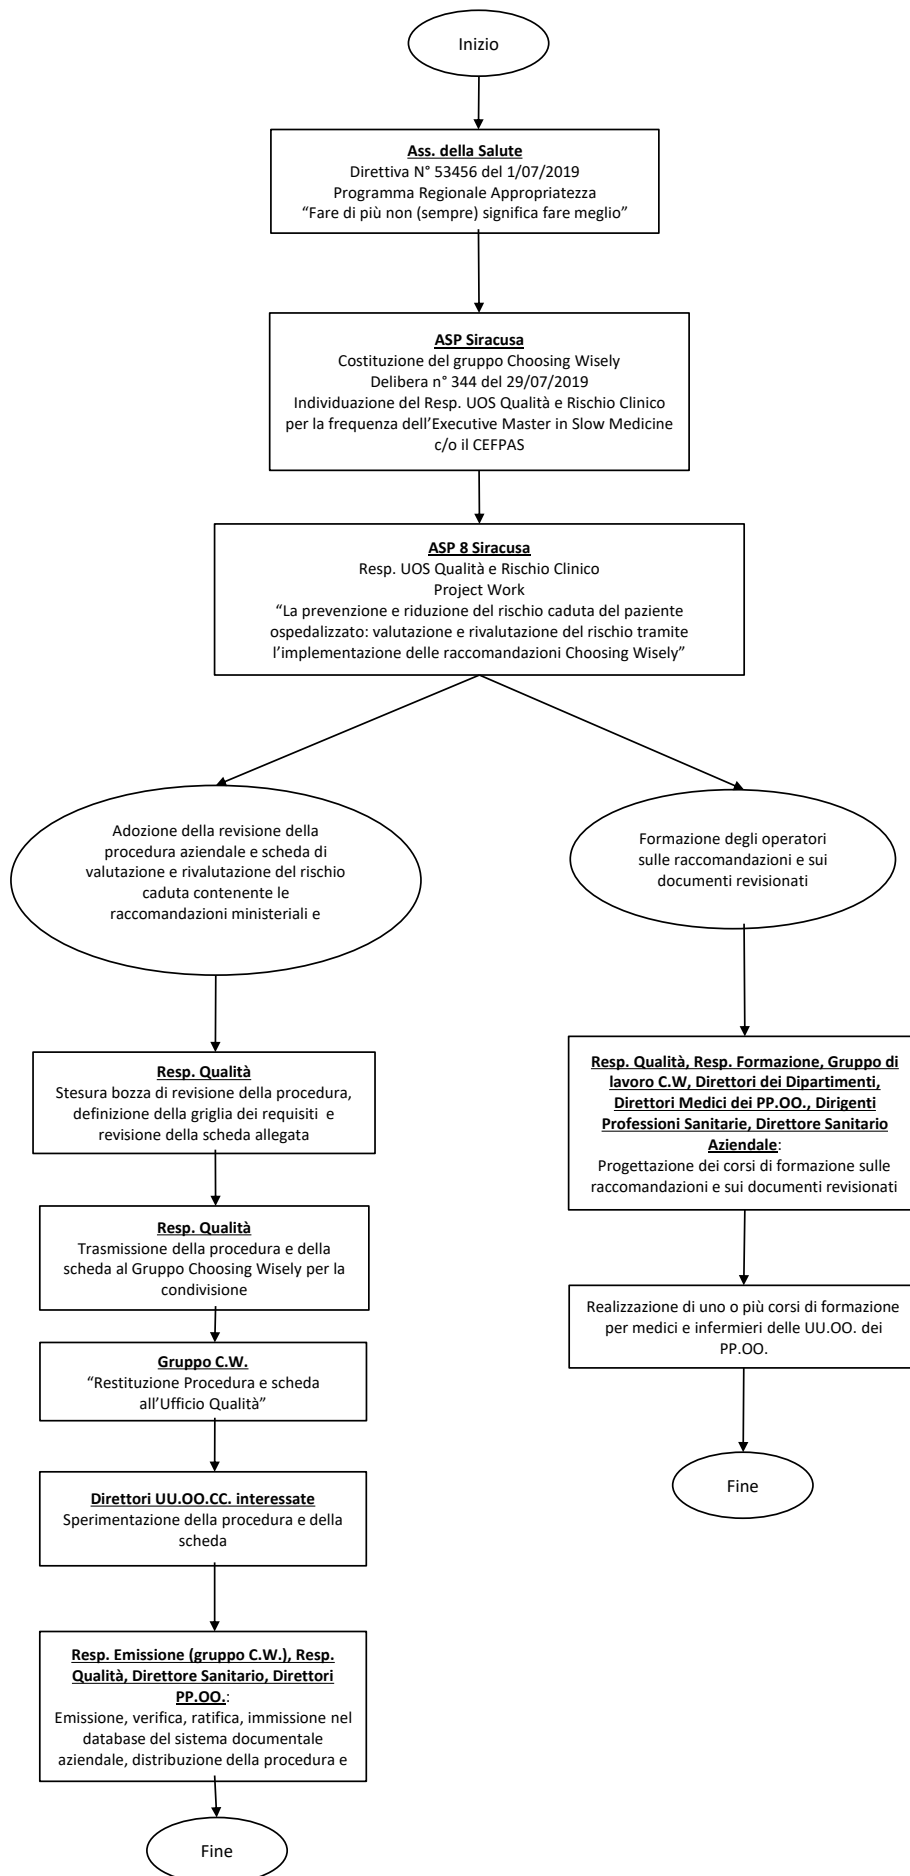 Inizio
Ass. della Salute
Direttiva N° 53456 del 1/07/2019
Programma Regionale Appropriatezza
“Fare di più non (sempre) significa fare meglio”
ASP Siracusa
Costituzione del gruppo Choosing Wisely
Delibera n° 344 del 29/07/2019
Individuazione del Resp. UOS Qualità e Rischio Clinico
per la frequenza dell’Executive Master in Slow Medicine
c/o il CEFPAS
ASP 8 Siracusa
Resp. UOS Qualità e Rischio Clinico
Project Work
“La prevenzione e riduzione del rischio caduta del paziente
ospedalizzato: valutazione e rivalutazione del rischio tramite
l’implementazione delle raccomandazioni Choosing Wisely”
Adozione della revisione della
procedura aziendale e scheda di
valutazione e rivalutazione del rischio
caduta contenente le
raccomandazioni ministeriali e
Resp. Qualità
Stesura bozza di revisione della procedura,
definizione della griglia dei requisiti e
revisione della scheda allegata
Resp. Qualità
Trasmissione della procedura e della
scheda al Gruppo Choosing Wisely per la
condivisione
Gruppo C.W.
“Restituzione Procedura e scheda
all’Ufficio Qualità”
Direttori UU.OO.CC. interessate
Sperimentazione della procedura e della
scheda
Resp. Emissione (gruppo C.W.), Resp.
Qualità, Direttore Sanitario, Direttori
PP.OO.:
Emissione, verifica, ratifica, immissione nel
database del sistema documentale
aziendale, distribuzione della procedura e
Fine
Formazione degli operatori
sulle raccomandazioni e sui
documenti revisionati
Resp. Qualità, Resp. Formazione, Gruppo di
lavoro C.W, Direttori dei Dipartimenti,
Direttori Medici dei PP.OO., Dirigenti
Professioni Sanitarie, Direttore Sanitario
Aziendale:
Progettazione dei corsi di formazione sulle
raccomandazioni e sui documenti revisionati
Realizzazione di uno o più corsi di formazione
per medici e infermieri delle UU.OO. dei
PP.OO.
Fine